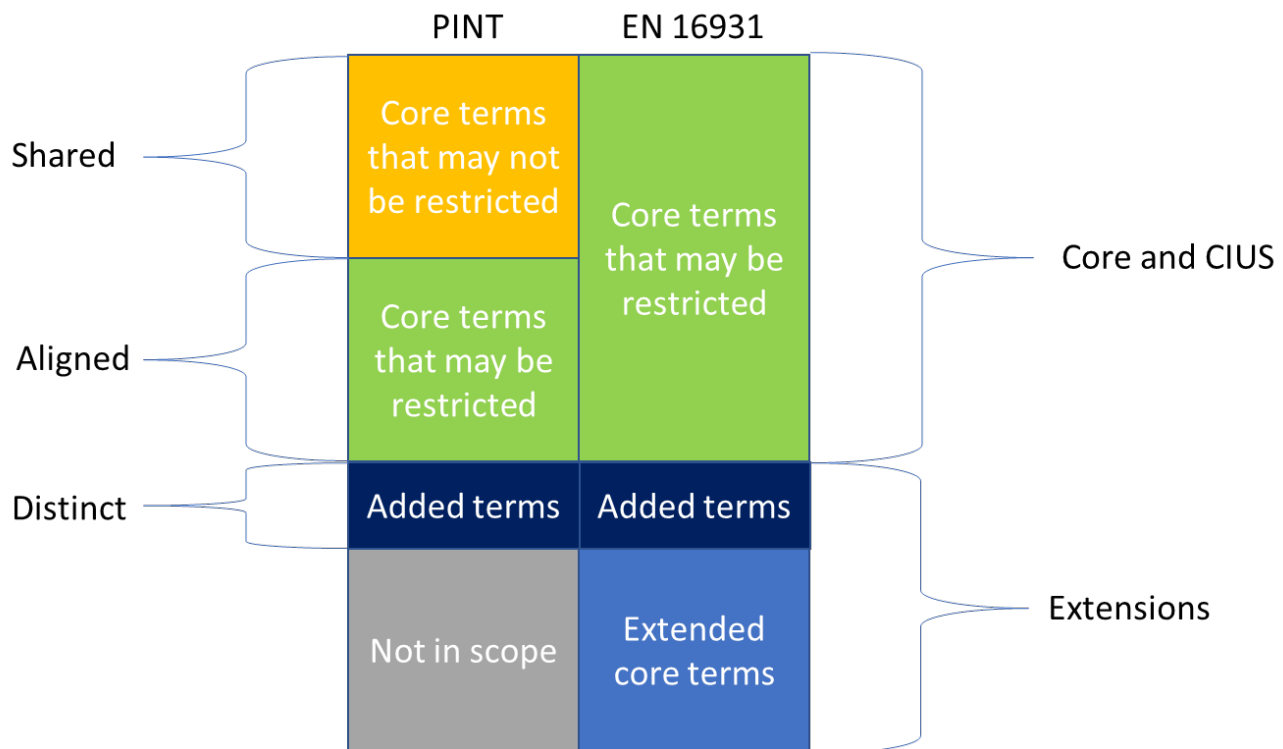 PINT EN 16931
Shared
Core terms
that may not
be restricted
Core terms
that may be
restricted
Core and CIUS
Aligned
Core terms
that may be
restricted
Distinct
Added terms
Added terms
Not in scope
Extended
core terms
Extensions